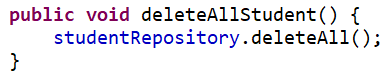 public void deleteAllStudent() {
    studentRepository.deleteAll();
}